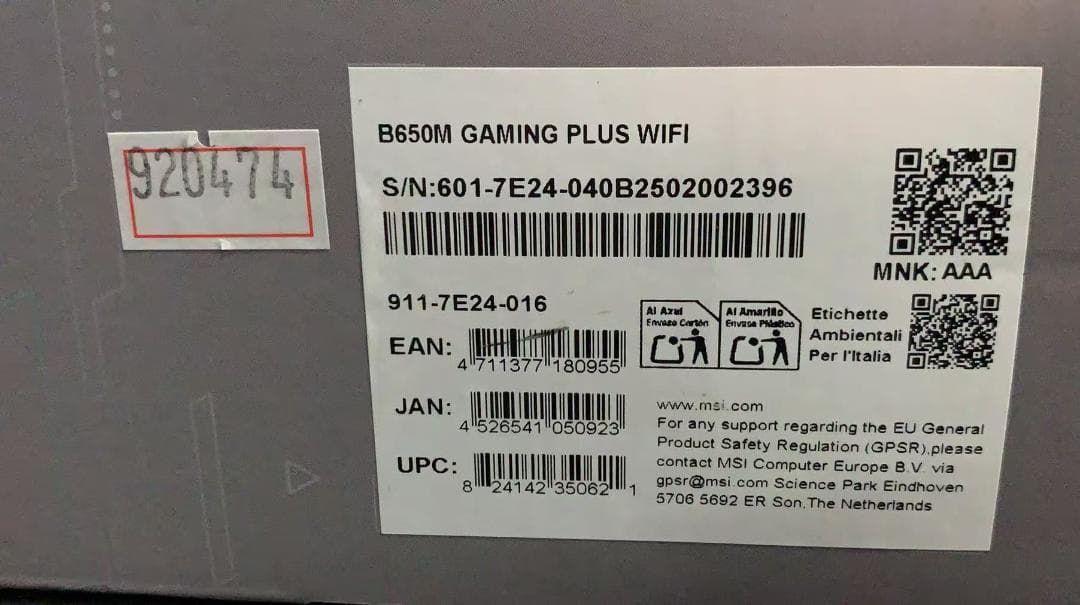 920474
B650M GAMING PLUS WIFI
S/N:601-7E24-040B2502002396
MNK: AAA
911-7E24-016
Al Azul
Envase Cartón
Al Amarillo
Envase Plástico
Etichette
Ambientali
Per l'Italia
EAN:
4 711377 180955
JAN:
4 526541 050923
UPC:
8 24142 35062 1
www.msi.com
For any support regarding the EU General
Product Safety Regulation (GPSR),please
contact MSI Computer Europe B.V. via
gpsr@msi.com Science Park Eindhoven
5706 5692 ER Son,The Netherlands